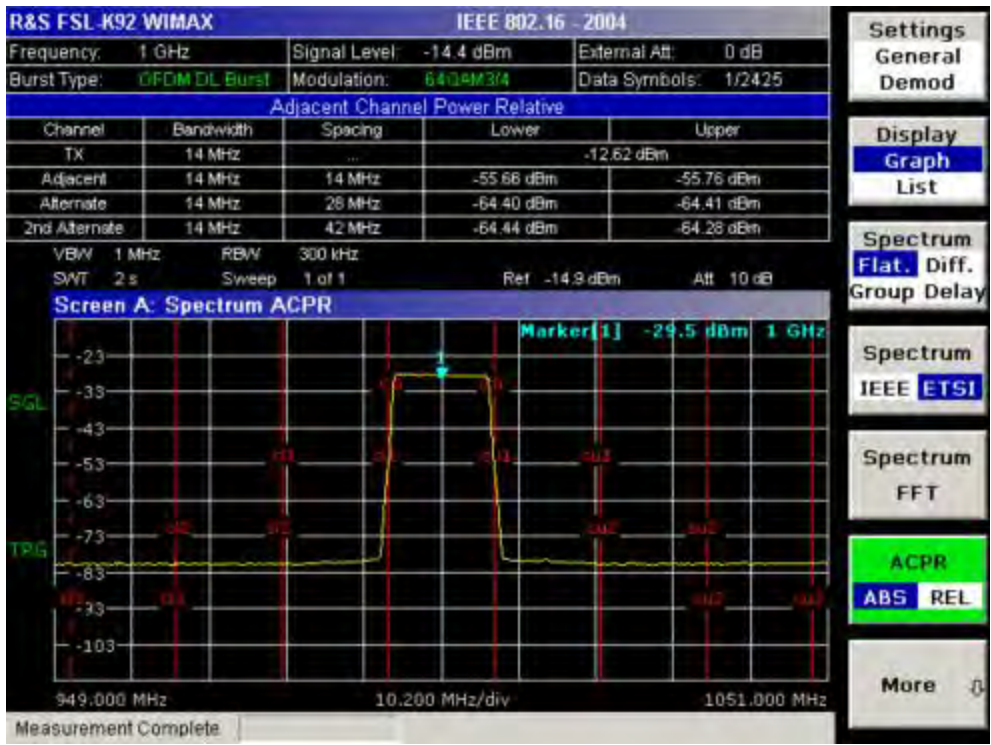 R&S FSL-K92 WIMAX IEEE 802.16 - 2004
Frequency: 1 GHz Signal Level: -14.4 dBm External Att: 0 dB
Burst Type: OFDM DL Burst Modulation: 64QAM3/4 Data Symbols: 1/2425
Adjacent Channel Power Relative
Channel Bandwidth Spacing Lower Upper
TX 14 MHz ... -12.62 dBm
Adjacent 14 MHz 14 MHz -55.66 dBm -55.76 dBm
Alternate 14 MHz 28 MHz -64.40 dBm -64.41 dBm
2nd Alternate 14 MHz 42 MHz -64.44 dBm -64.28 dBm
VBW 1 MHz RBW 300 kHz
SWT 2 s Sweep 1 of 1 Ref -14.9 dBm Att 10 dB
Screen A: Spectrum ACPR
Marker[1] -29.5 dBm 1 GHz
1
-23
-33
SGL
-43
-53
-63
-73
TRG
-83
-93
-103
949.000 MHz 10.200 MHz/div 1051.000 MHz
Measurement Complete
Settings
General
Demod
Display
Graph
List
Spectrum
Flat. Diff.
Group Delay
Spectrum
IEEE ETSI
Spectrum
FFT
ACPR
ABS REL
More